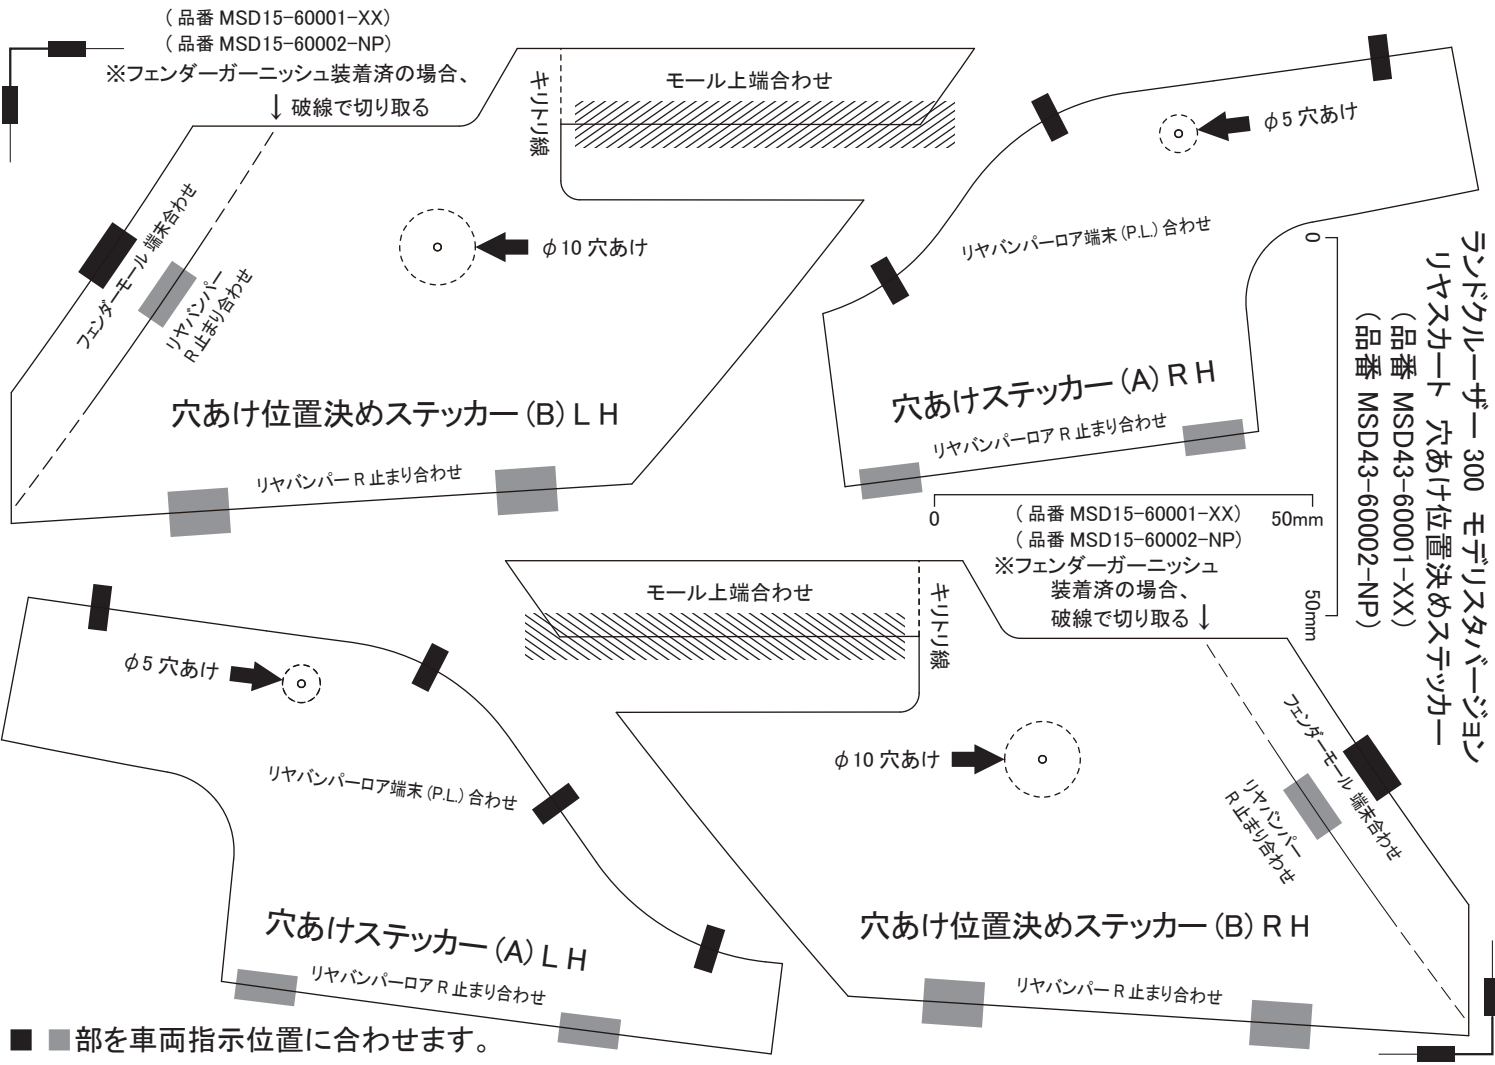 (品番 MSD15-60001-XX)
(品番 MSD15-60002-NP)
※フェンダーガーニッシュ装着済の場合、
↓ 破線で切り取る
キリトリ線
モール上端合わせ
フェンダーモール 端末合わせ
リヤバンパー
R 止まり合わせ
φ10 穴あけ
穴あけ位置決めステッカー (B) L H
リヤバンパー R 止まり合わせ
φ5 穴あけ
リヤバンパーロア端末 (P.L.) 合わせ
穴あけステッカー (A) R H
リヤバンパーロア R 止まり合わせ
ランドクルーザー 300 モデリスタバージョン
リヤスカート 穴あけ位置決めステッカー
(品番 MSD43-60001-XX)
(品番 MSD43-60002-NP)
0
50mm
0
50mm
(品番 MSD15-60001-XX)
(品番 MSD15-60002-NP)
※フェンダーガーニッシュ
装着済の場合、
破線で切り取る ↓
モール上端合わせ
キリトリ線
φ5 穴あけ
リヤバンパーロア端末 (P.L.) 合わせ
穴あけステッカー (A) L H
リヤバンパーロア R 止まり合わせ
φ10 穴あけ
フェンダーモール 端末合わせ
リヤバンパー
R 止まり合わせ
穴あけ位置決めステッカー (B) R H
リヤバンパー R 止まり合わせ
■ ■部を車両指示位置に合わせます。